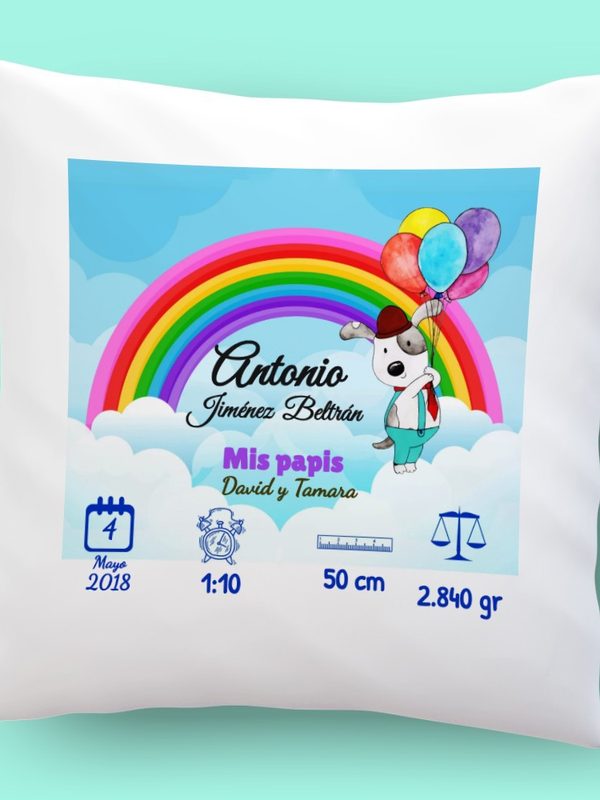 Antonio
Jiménez Beltrán
Mis papis
David y Tamara
4
Mayo
2018
1:10
50 cm
2.840 gr